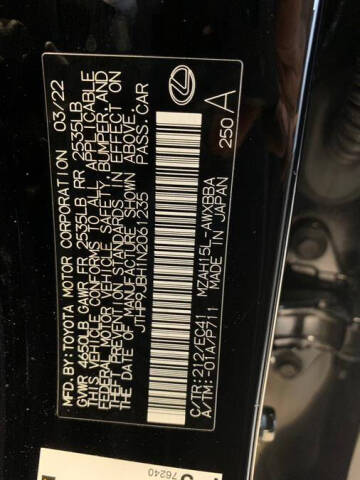 MFD. BY: TOYOTA MOTOR CORPORATION 03/22
GVWR 4650LB GAWR FR 2535LB RR 2535LB
THIS VEHICLE CONFORMS TO ALL APPLICABLE
FEDERAL MOTOR VEHICLE SAFETY, BUMPER, AND
THEFT PREVENTION STANDARDS IN EFFECT ON
THE DATE OF MANUFACTURE SHOWN ABOVE.
PASS. CAR
C/TR: 212/EC41 MZAH15L-AWXBBA
A/TM: -01A/P711 MADE IN JAPAN
250 A
76240